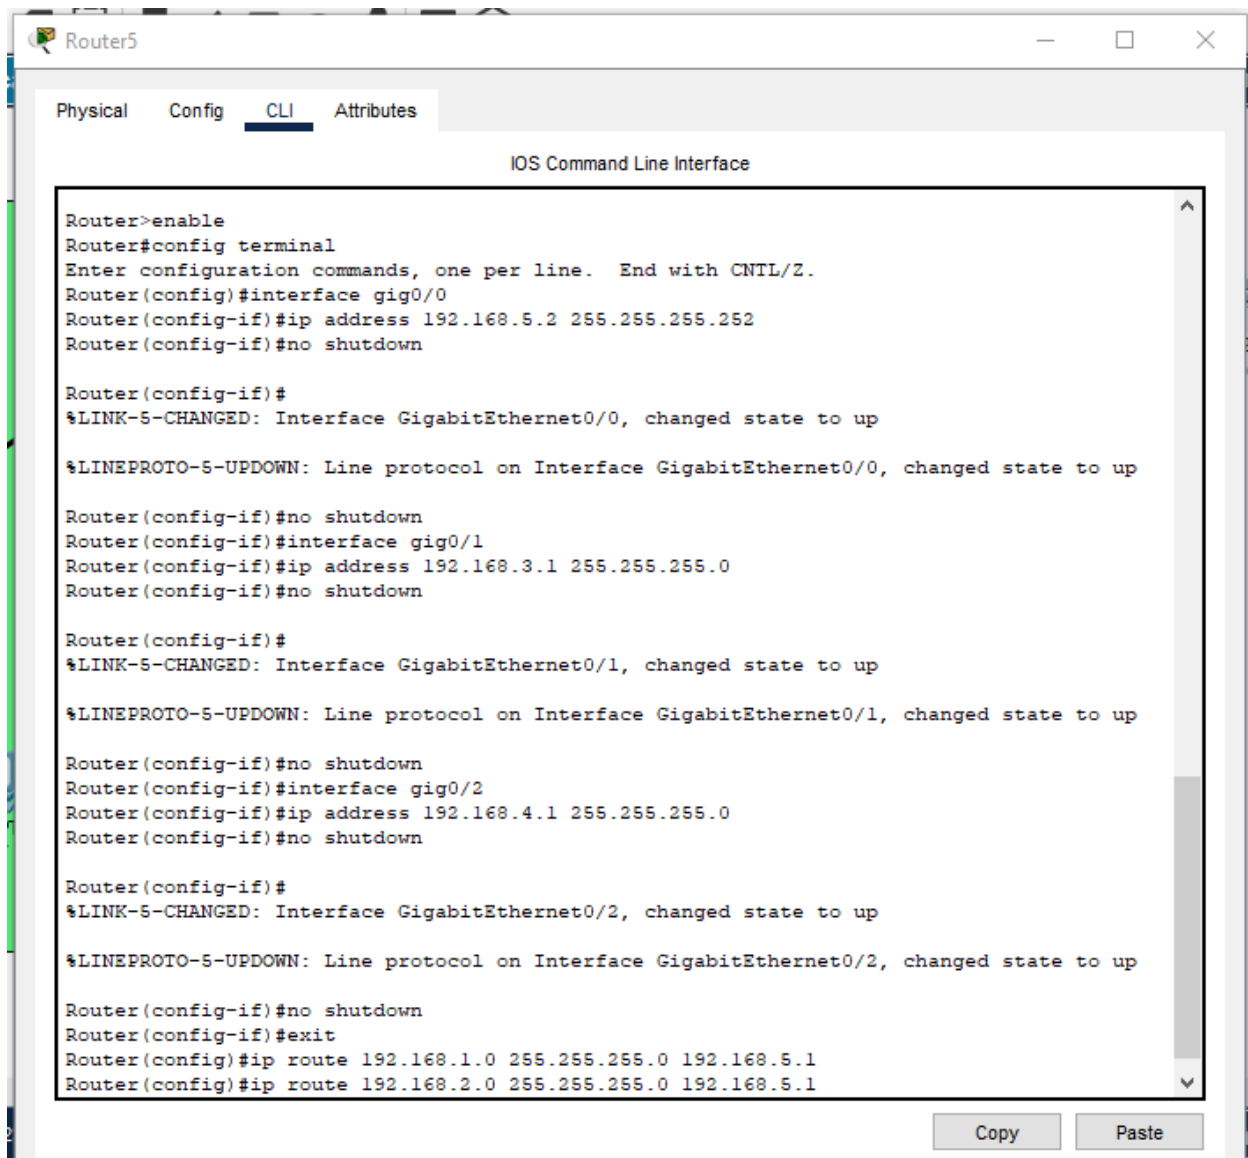 Router5
Physical Config CLI Attributes
IOS Command Line Interface
Router>enable
Router#config terminal
Enter configuration commands, one per line.  End with CNTL/Z.
Router(config)#interface gig0/0
Router(config-if)#ip address 192.168.5.2 255.255.255.252
Router(config-if)#no shutdown
Router(config-if)#
%LINK-5-CHANGED: Interface GigabitEthernet0/0, changed state to up
%LINEPROTO-5-UPDOWN: Line protocol on Interface GigabitEthernet0/0, changed state to up
Router(config-if)#no shutdown
Router(config-if)#interface gig0/1
Router(config-if)#ip address 192.168.3.1 255.255.255.0
Router(config-if)#no shutdown
Router(config-if)#
%LINK-5-CHANGED: Interface GigabitEthernet0/1, changed state to up
%LINEPROTO-5-UPDOWN: Line protocol on Interface GigabitEthernet0/1, changed state to up
Router(config-if)#no shutdown
Router(config-if)#interface gig0/2
Router(config-if)#ip address 192.168.4.1 255.255.255.0
Router(config-if)#no shutdown
Router(config-if)#
%LINK-5-CHANGED: Interface GigabitEthernet0/2, changed state to up
%LINEPROTO-5-UPDOWN: Line protocol on Interface GigabitEthernet0/2, changed state to up
Router(config-if)#no shutdown
Router(config-if)#exit
Router(config)#ip route 192.168.1.0 255.255.255.0 192.168.5.1
Router(config)#ip route 192.168.2.0 255.255.255.0 192.168.5.1
Copy Paste